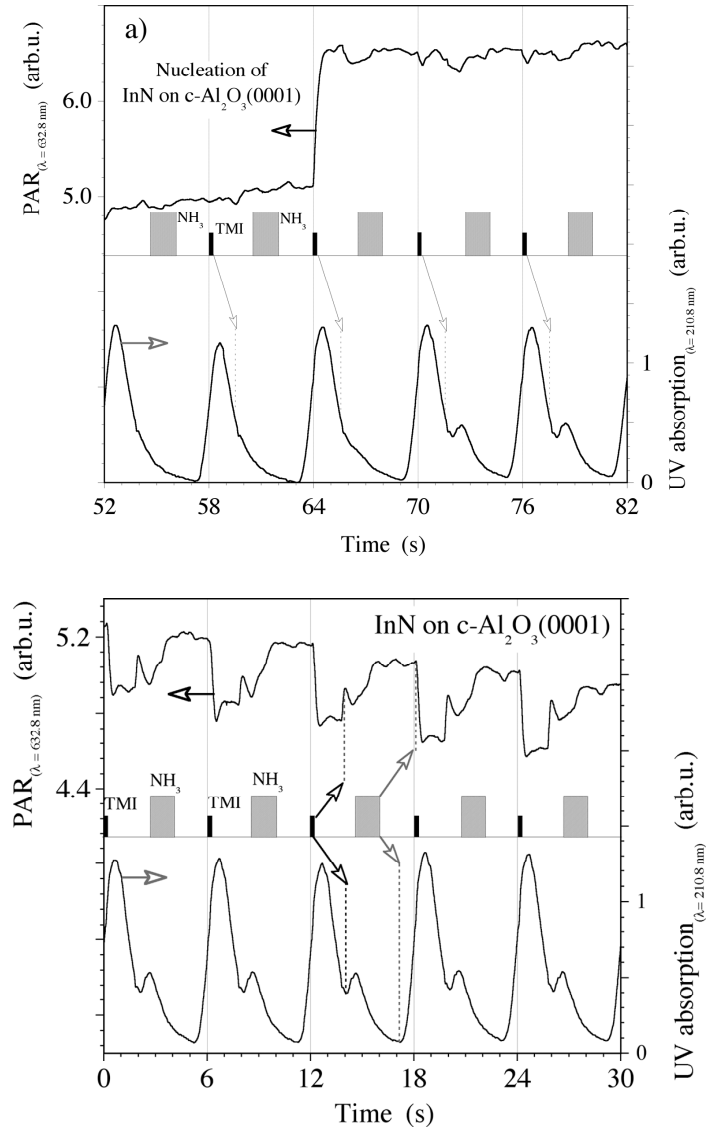 a)
Nucleation of
InN on c-Al₂O₃(0001)
PAR(λ = 632.8 nm) (arb.u.)
6.0
5.0
NH₃
TMI
NH₃
UV absorption(λ= 210.8 nm) (arb.u.)
1
0
52 58 64 70 76 82
Time (s)
InN on c-Al₂O₃(0001)
PAR(λ = 632.8 nm) (arb.u.)
5.2
4.4
TMI
NH₃
TMI
NH₃
UV absorption(λ= 210.8 nm) (arb.u.)
1
0
0 6 12 18 24 30
Time (s)